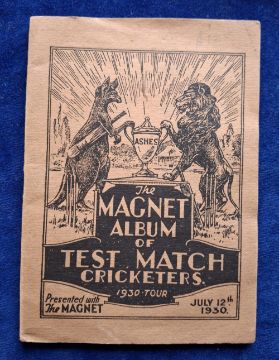 ASHES
The
MAGNET
ALBUM
OF
TEST MATCH
CRICKETERS.
1930 · TOUR
Presented with
The MAGNET
JULY 12th
1930.